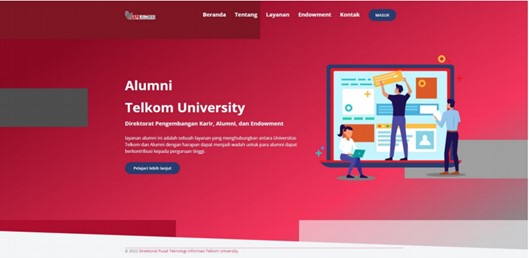 Beranda Tentang Layanan Endowment Kontak MASUK
Alumni
Telkom University
Direktorat Pengembangan Karir, Alumni, dan Endowment
layanan alumni ini adalah sebuah layanan yang menghubungkan antara Universitas
Telkom dan Alumni dengan harapan dapat menjadi wadah untuk para alumni dapat
berkontribusi kepada perguruan tinggi.
Pelajari lebih lanjut
© 2022 Direktorat Pusat Teknologi Informasi Telkom University.